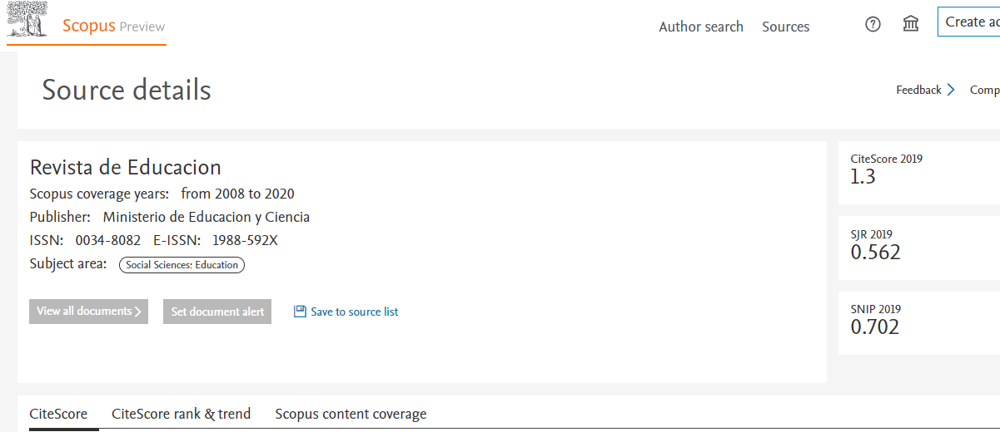 Scopus Preview
Author search Sources
Create
Source details
Feedback
Revista de Educacion
Scopus coverage years: from 2008 to 2020
Publisher: Ministerio de Educacion y Ciencia
ISSN: 0034-8082 E-ISSN: 1988-592X
Subject area: Social Sciences: Education
View all documents
Set document alert
Save to source list
CiteScore 2019
1.3
SJR 2019
0.562
SNIP 2019
0.702
CiteScore CiteScore rank & trend Scopus content coverage